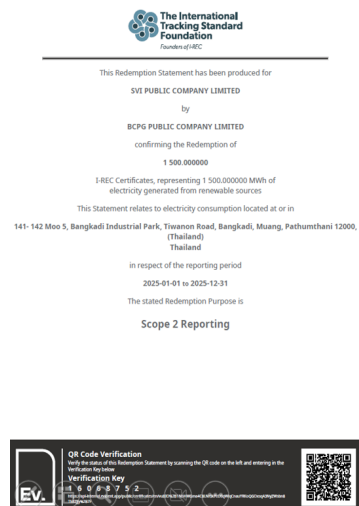 The International
Tracking Standard
Foundation
Founders of I-REC
This Redemption Statement has been produced for
SVI PUBLIC COMPANY LIMITED
by
BCPG PUBLIC COMPANY LIMITED
confirming the Redemption of
1 500.000000
I-REC Certificates, representing 1 500.000000 MWh of
electricity generated from renewable sources
This Statement relates to electricity consumption located at or in
141- 142 Moo 5, Bangkadi Industrial Park, Tiwanon Road, Bangkadi, Muang, Pathumthani 12000,
(Thailand)
Thailand
in respect of the reporting period
2025-01-01 to 2025-12-31
The stated Redemption Purpose is
Scope 2 Reporting
QR Code Verification
Verify the status of this Redemption Statement by scanning the QR code on the left and entering in the
Verification Key below
Verification Key
1 6 0 6 8 7 5 2
Ev.